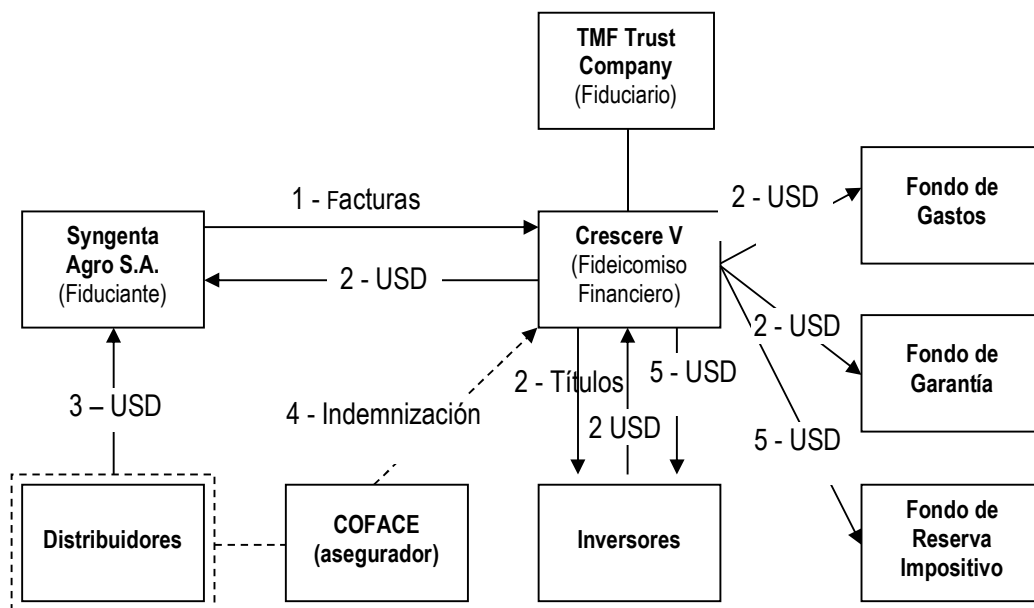 TMF Trust
Company
(Fiduciario)
1 - Facturas
2 - USD
Fondo de
Gastos
Syngenta
Agro S.A.
(Fiduciante)
Crescere V
(Fideicomiso
Financiero)
2 - USD
2 - USD
Fondo de
Garantía
3 – USD
4 - Indemnización
2 - Títulos
2 USD
5 - USD
5 - USD
Distribuidores
COFACE
(asegurador)
Inversores
Fondo de
Reserva
Impositivo